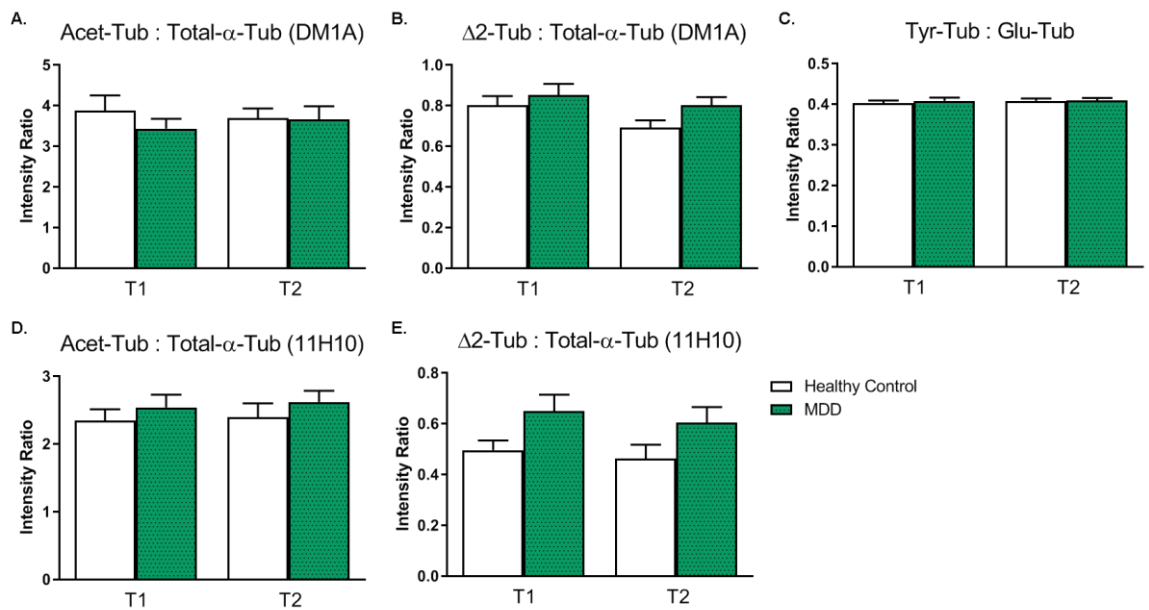 A.
Acet-Tub : Total-α-Tub (DM1A)
Intensity Ratio
5
4
3
2
1
0
T1 T2
B.
Δ2-Tub : Total-α-Tub (DM1A)
Intensity Ratio
1.0
0.8
0.6
0.4
0.2
0.0
T1 T2
C.
Tyr-Tub : Glu-Tub
Intensity Ratio
0.5
0.4
0.3
0.2
0.1
0.0
T1 T2
D.
Acet-Tub : Total-α-Tub (11H10)
Intensity Ratio
3
2
1
0
T1 T2
E.
Δ2-Tub : Total-α-Tub (11H10)
Intensity Ratio
0.8
0.6
0.4
0.2
0.0
T1 T2
Healthy Control
MDD